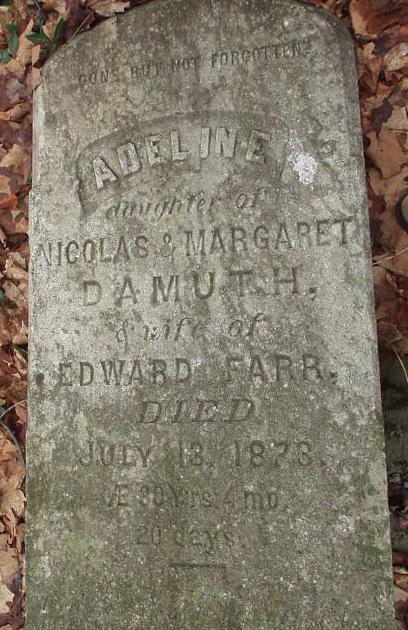 GONE BUT NOT FORGOTTEN
ADELINE
daughter of
NICOLAS & MARGARET
DAMUTH.
& wife of
EDWARD FARR.
DIED
JULY 13, 1873.
Æ 30 Yrs. 4 mo.
20 days.